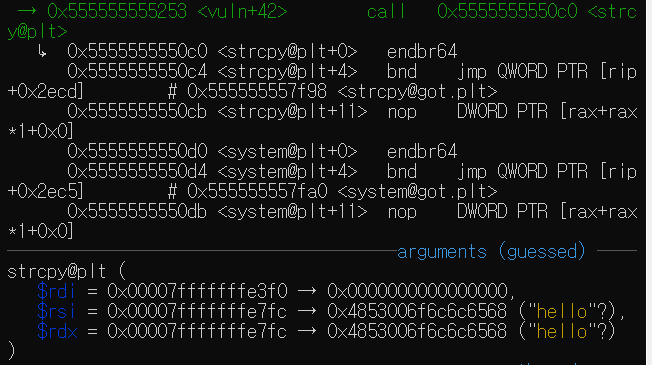 → 0x555555555253 <vuln+42>        call   0x5555555550c0 <strc
py@plt>
↳  0x5555555550c0 <strcpy@plt+0>   endbr64
0x5555555550c4 <strcpy@plt+4>   bnd    jmp QWORD PTR [rip
+0x2ecd]        # 0x555555557f98 <strcpy@got.plt>
0x5555555550cb <strcpy@plt+11>  nop    DWORD PTR [rax+rax
*1+0x0]
0x5555555550d0 <system@plt+0>   endbr64
0x5555555550d4 <system@plt+4>   bnd    jmp QWORD PTR [rip
+0x2ec5]        # 0x555555557fa0 <system@got.plt>
0x5555555550db <system@plt+11>  nop    DWORD PTR [rax+rax
*1+0x0]
arguments (guessed)
strcpy@plt (
$rdi = 0x00007fffffffe3f0 → 0x0000000000000000,
$rsi = 0x00007fffffffe7fc → 0x4853006f6c6c6568 ("hello"?),
$rdx = 0x00007fffffffe7fc → 0x4853006f6c6c6568 ("hello"?)
)